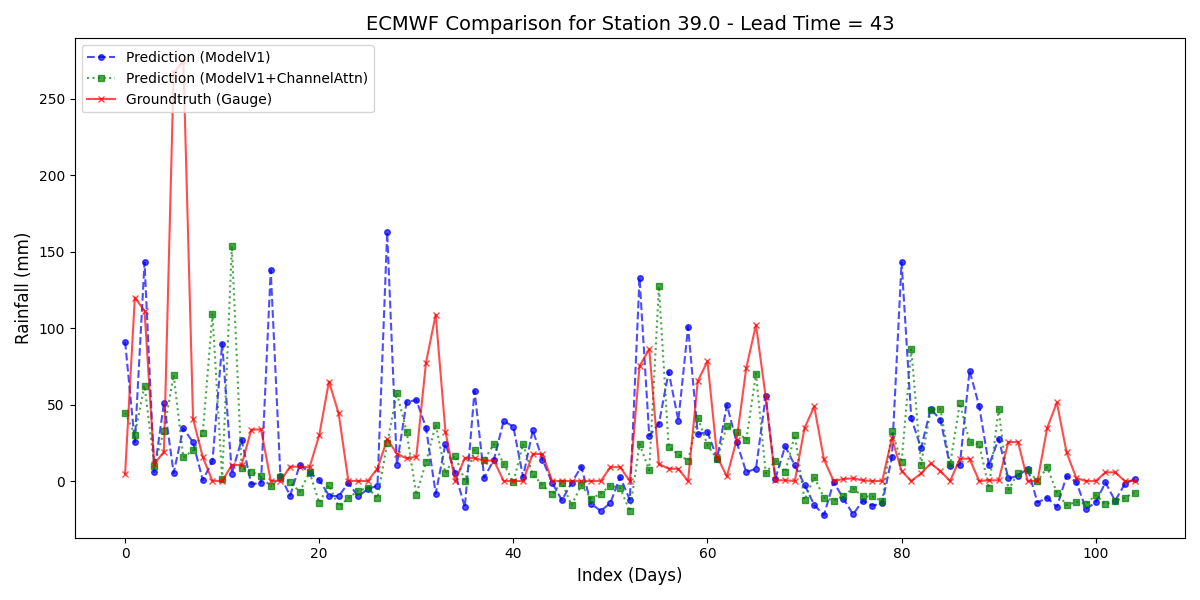 ECMWF Comparison for Station 39.0 - Lead Time = 43
Prediction (ModelV1)
Prediction (ModelV1+ChannelAttn)
Groundtruth (Gauge)
Rainfall (mm)
250
200
150
100
50
0
0
20
40
60
80
100
Index (Days)